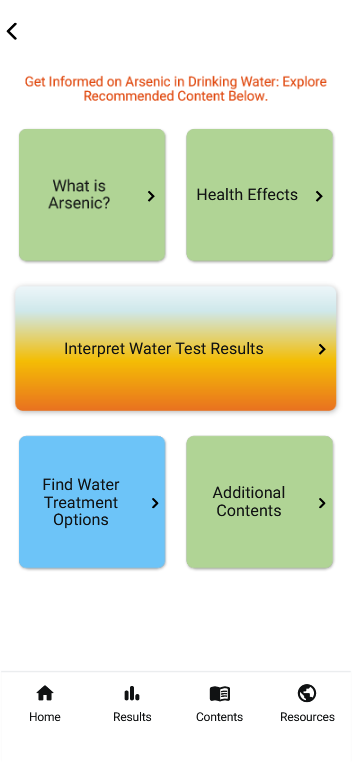 Get Informed on Arsenic in Drinking Water: Explore
Recommended Content Below.
What is
Arsenic?
Health Effects
Interpret Water Test Results
Find Water
Treatment
Options
Additional
Contents
Home
Results
Contents
Resources